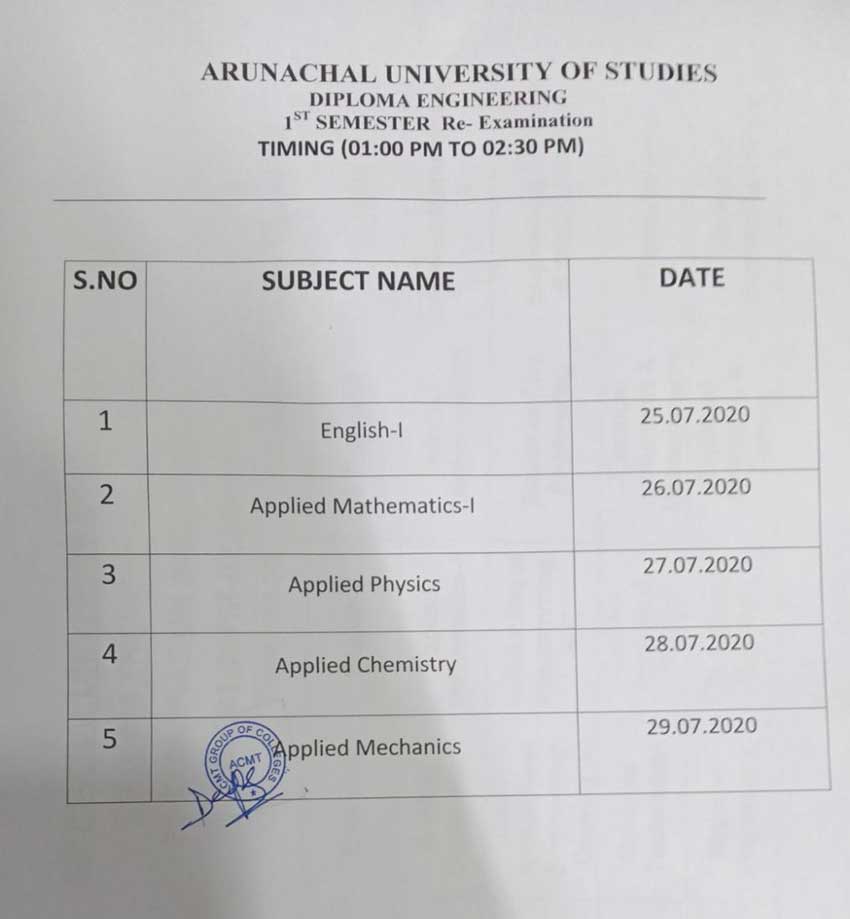 ARUNACHAL UNIVERSITY OF STUDIES
DIPLOMA ENGINEERING
1ST SEMESTER Re- Examination
TIMING (01:00 PM TO 02:30 PM)
S.NO SUBJECT NAME DATE
1 English-I 25.07.2020
2 Applied Mathematics-I 26.07.2020
3 Applied Physics 27.07.2020
4 Applied Chemistry 28.07.2020
5 Applied Mechanics 29.07.2020
ACMT GROUP OF COLLEGES
ACMT